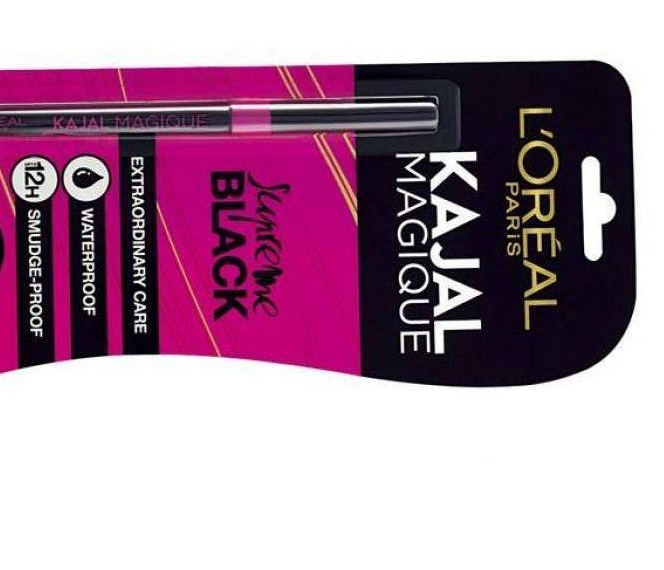 L'ORÉAL
PARIS
KAJAL
MAGIQUE
Supreme
BLACK
EXTRAORDINARY CARE
WATERPROOF
12H SMUDGE-PROOF
KAJAL MAGIQUE